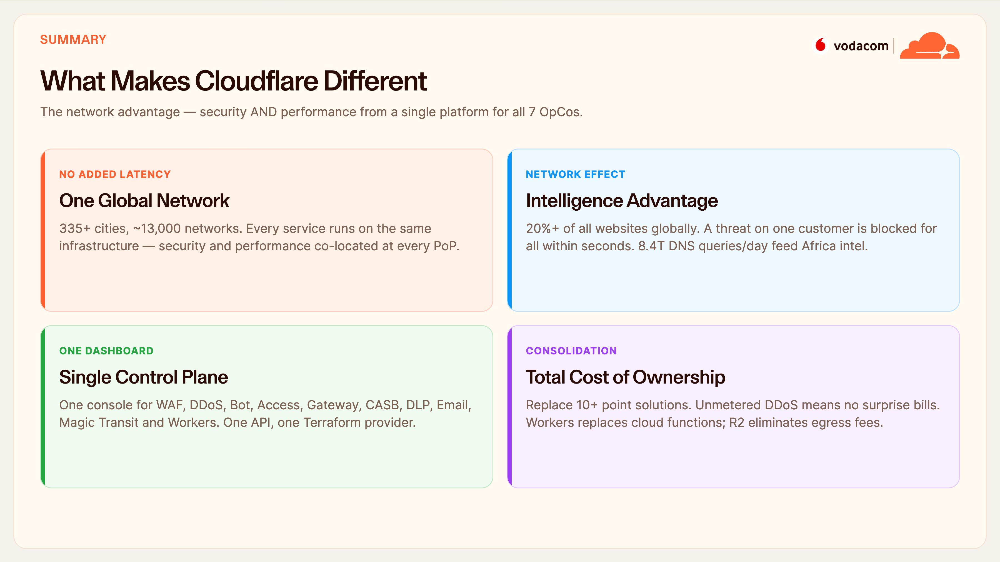 SUMMARY
vodacom
What Makes Cloudflare Different
The network advantage — security AND performance from a single platform for all 7 OpCos.
NO ADDED LATENCY
One Global Network
335+ cities, ~13,000 networks. Every service runs on the same
infrastructure — security and performance co-located at every PoP.
NETWORK EFFECT
Intelligence Advantage
20%+ of all websites globally. A threat on one customer is blocked for
all within seconds. 8.4T DNS queries/day feed Africa intel.
ONE DASHBOARD
Single Control Plane
One console for WAF, DDoS, Bot, Access, Gateway, CASB, DLP, Email,
Magic Transit and Workers. One API, one Terraform provider.
CONSOLIDATION
Total Cost of Ownership
Replace 10+ point solutions. Unmetered DDoS means no surprise bills.
Workers replaces cloud functions; R2 eliminates egress fees.